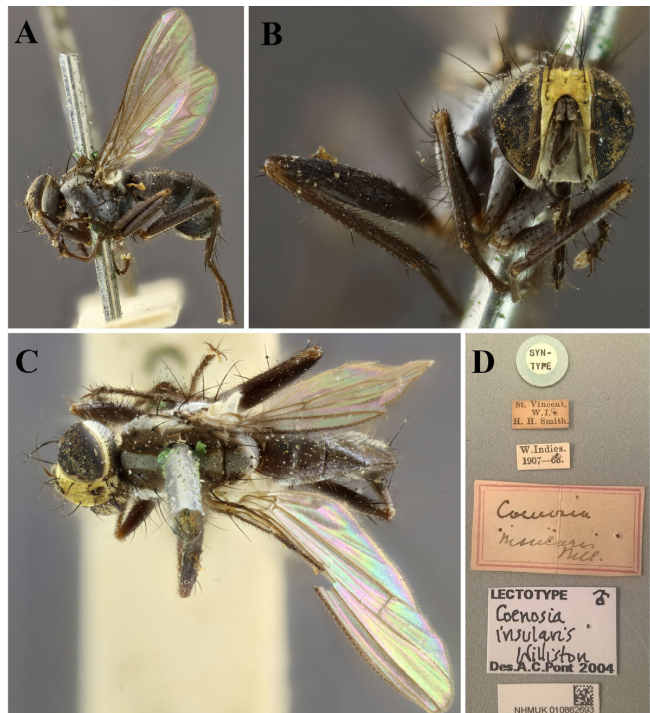 A
B
C
D
SYN-
TYPE
St. Vincent,
W.I.
H. H. Smith.
W. Indies.
1907—66.
Coenosia
insularis
Will.
LECTOTYPE ♂
Coenosia
insularis
Williston
Des. A.C. Pont 2004
NHMUK 010862693